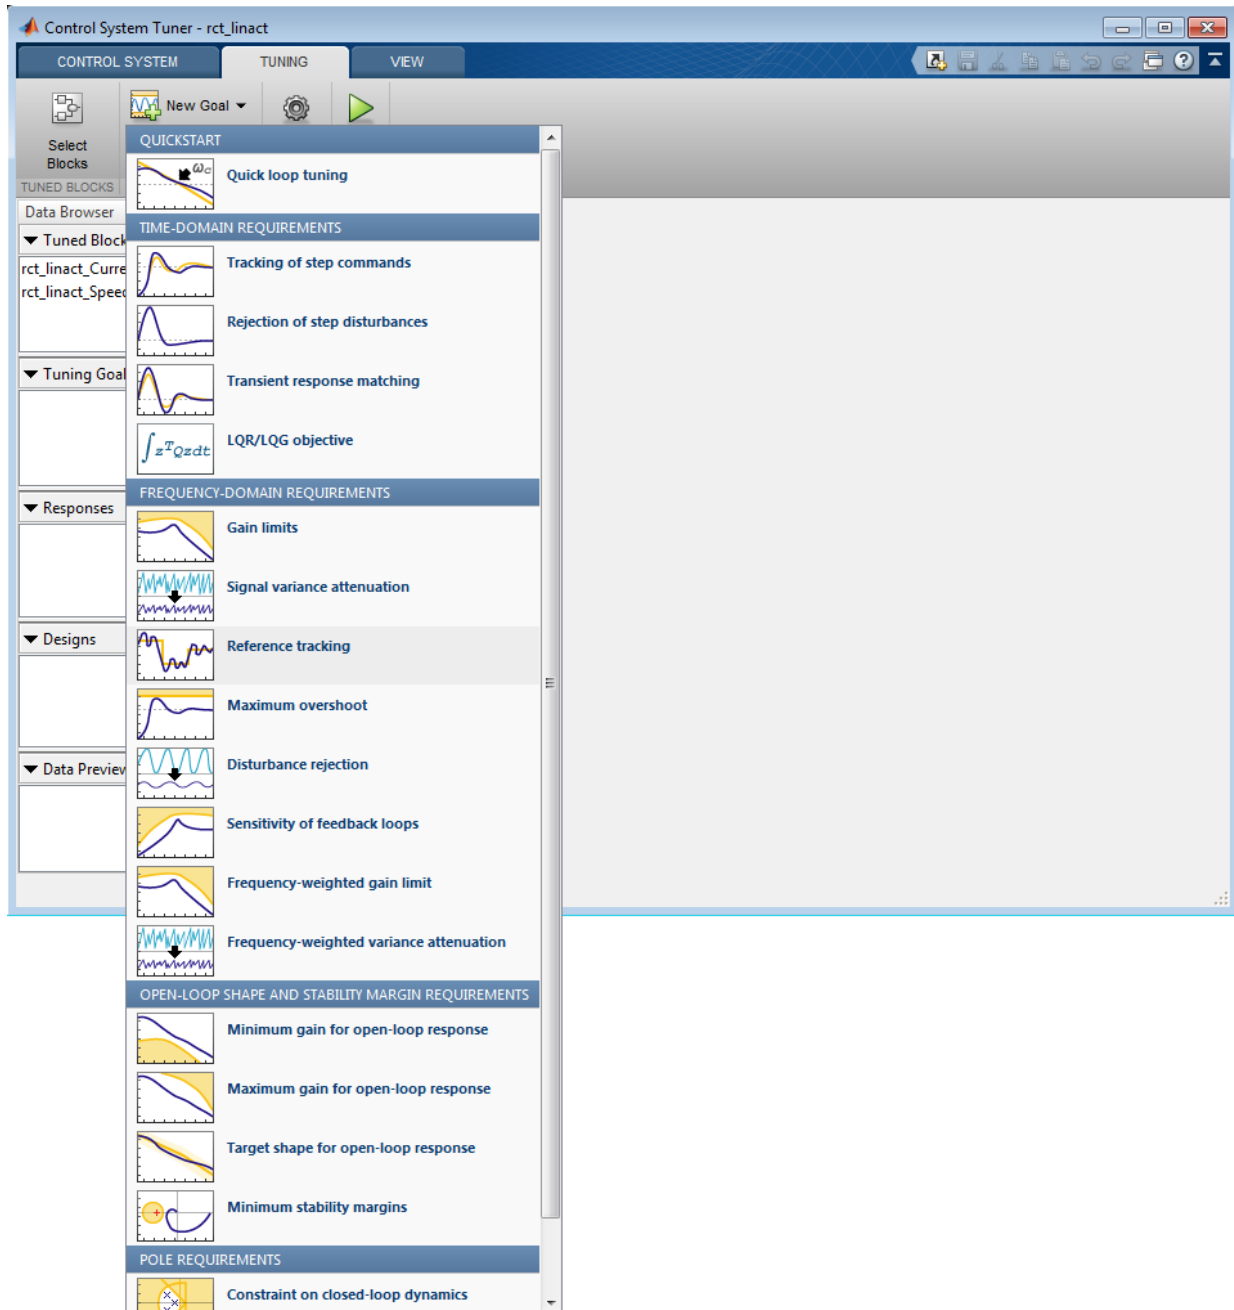 Control System Tuner - rct_linact
CONTROL SYSTEM TUNING VIEW
New Goal
Select
Blocks
TUNED BLOCKS
Data Browser
Tuned Block
rct_linact_Curre
rct_linact_Speed
Tuning Goal
Responses
Designs
Data Preview
QUICKSTART
ωc
Quick loop tuning
TIME-DOMAIN REQUIREMENTS
Tracking of step commands
Rejection of step disturbances
Transient response matching
∫zTQzdt
LQR/LQG objective
FREQUENCY-DOMAIN REQUIREMENTS
Gain limits
Signal variance attenuation
Reference tracking
Maximum overshoot
Disturbance rejection
Sensitivity of feedback loops
Frequency-weighted gain limit
Frequency-weighted variance attenuation
OPEN-LOOP SHAPE AND STABILITY MARGIN REQUIREMENTS
Minimum gain for open-loop response
Maximum gain for open-loop response
Target shape for open-loop response
Minimum stability margins
POLE REQUIREMENTS
Constraint on closed-loop dynamics